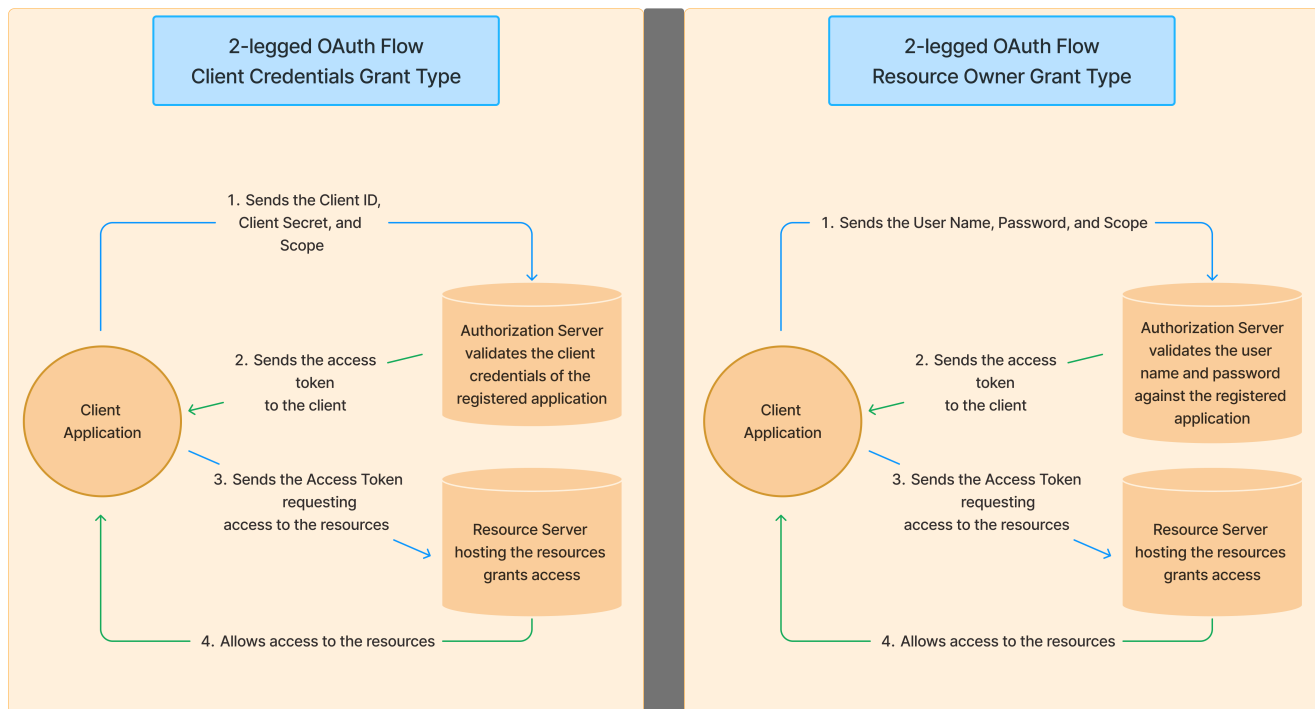 2-legged OAuth Flow
Client Credentials Grant Type
1. Sends the Client ID,
Client Secret, and
Scope
Authorization Server
validates the client
credentials of the
registered application
2. Sends the access
token
to the client
Client
Application
3. Sends the Access Token
requesting
access to the resources
Resource Server
hosting the resources
grants access
4. Allows access to the resources
2-legged OAuth Flow
Resource Owner Grant Type
1. Sends the User Name, Password, and Scope
Authorization Server
validates the user
name and password
against the registered
application
2. Sends the access
token
to the client
Client
Application
3. Sends the Access Token
requesting
access to the resources
Resource Server
hosting the resources
grants access
4. Allows access to the resources